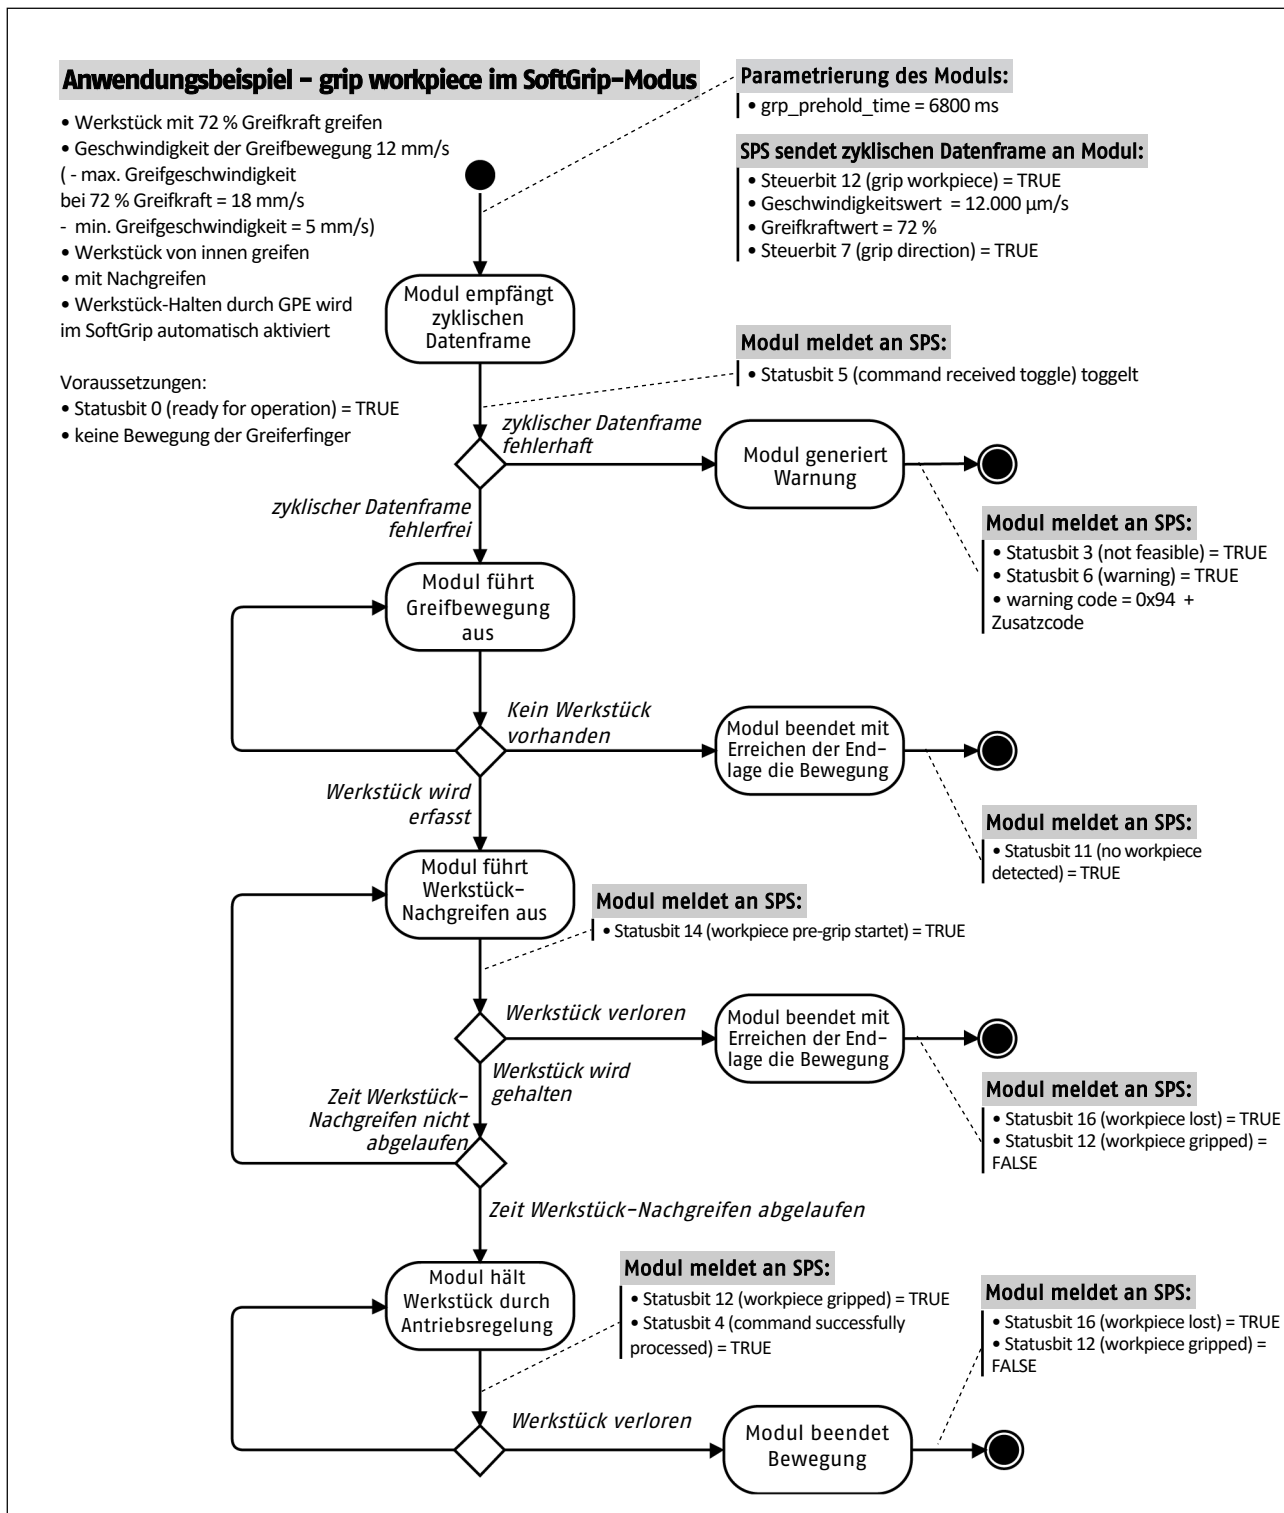 Anwendungsbeispiel – grip workpiece im SoftGrip-Modus
• Werkstück mit 72 % Greifkraft greifen
• Geschwindigkeit der Greifbewegung 12 mm/s
( - max. Greifgeschwindigkeit
bei 72 % Greifkraft = 18 mm/s
- min. Greifgeschwindigkeit = 5 mm/s)
• Werkstück von innen greifen
• mit Nachgreifen
• Werkstück-Halten durch GPE wird
im SoftGrip automatisch aktiviert
Voraussetzungen:
• Statusbit 0 (ready for operation) = TRUE
• keine Bewegung der Greiferfinger
Parametrierung des Moduls:
• grp_prehold_time = 6800 ms
SPS sendet zyklischen Datenframe an Modul:
• Steuerbit 12 (grip workpiece) = TRUE
• Geschwindigkeitswert = 12.000 µm/s
• Greifkraftwert = 72 %
• Steuerbit 7 (grip direction) = TRUE
Modul empfängt
zyklischen
Datenframe
Modul meldet an SPS:
• Statusbit 5 (command received toggle) toggelt
zyklischer Datenframe
fehlerhaft
Modul generiert
Warnung
Modul meldet an SPS:
• Statusbit 3 (not feasible) = TRUE
• Statusbit 6 (warning) = TRUE
• warning code = 0x94 +
Zusatzcode
zyklischer Datenframe
fehlerfrei
Modul führt
Greifbewegung
aus
Kein Werkstück
vorhanden
Modul beendet mit
Erreichen der End-
lage die Bewegung
Modul meldet an SPS:
• Statusbit 11 (no workpiece
detected) = TRUE
Werkstück wird
erfasst
Modul führt
Werkstück-
Nachgreifen aus
Modul meldet an SPS:
• Statusbit 14 (workpiece pre-grip startet) = TRUE
Werkstück verloren
Modul beendet mit
Erreichen der End-
lage die Bewegung
Modul meldet an SPS:
• Statusbit 16 (workpiece lost) = TRUE
• Statusbit 12 (workpiece gripped) =
FALSE
Werkstück wird
gehalten
Zeit Werkstück-
Nachgreifen nicht
abgelaufen
Zeit Werkstück-Nachgreifen abgelaufen
Modul hält
Werkstück durch
Antriebsregelung
Modul meldet an SPS:
• Statusbit 12 (workpiece gripped) = TRUE
• Statusbit 4 (command successfully
processed) = TRUE
Modul meldet an SPS:
• Statusbit 16 (workpiece lost) = TRUE
• Statusbit 12 (workpiece gripped) =
FALSE
Werkstück verloren
Modul beendet
Bewegung